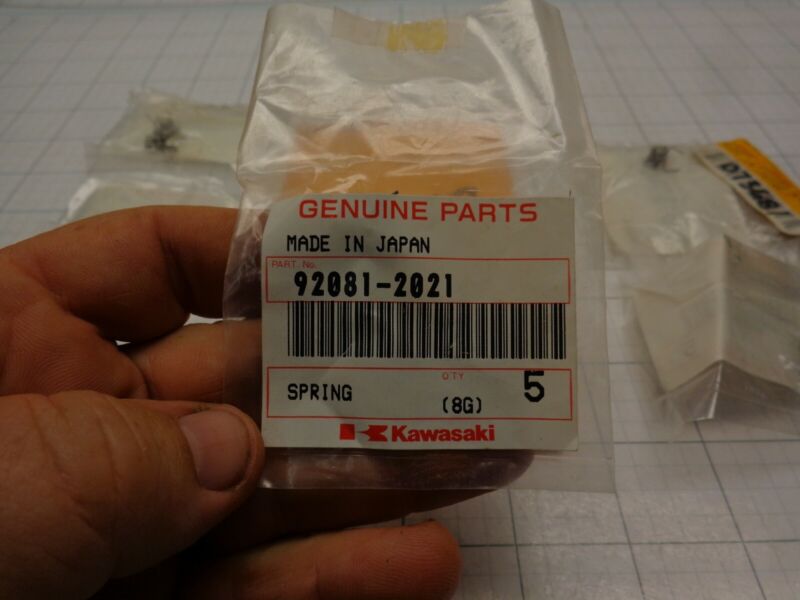 GENUINE PARTS
MADE IN JAPAN
PART. No.
92081-2021
SPRING
Q'TY
(8G)
5
Kawasaki